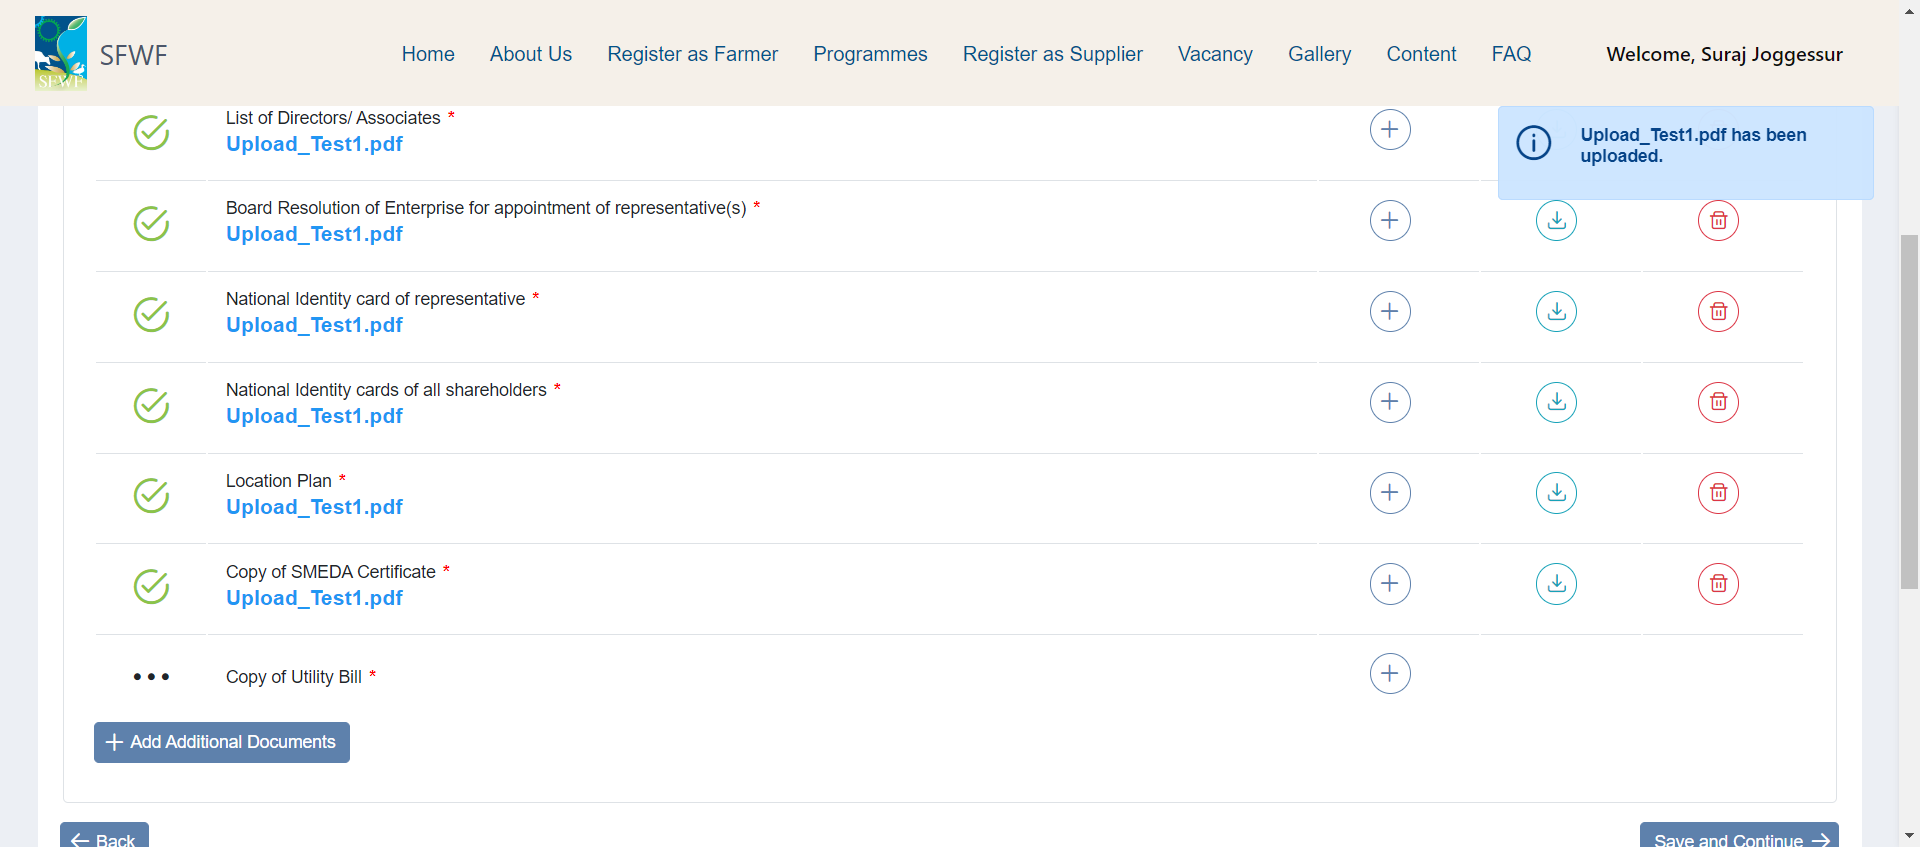 SFWF
SFWF
Home
About Us
Register as Farmer
Programmes
Register as Supplier
Vacancy
Gallery
Content
FAQ
Welcome, Suraj Joggessur
List of Directors/ Associates *
Upload_Test1.pdf
Upload_Test1.pdf has been
uploaded.
Board Resolution of Enterprise for appointment of representative(s) *
Upload_Test1.pdf
National Identity card of representative *
Upload_Test1.pdf
National Identity cards of all shareholders *
Upload_Test1.pdf
Location Plan *
Upload_Test1.pdf
Copy of SMEDA Certificate *
Upload_Test1.pdf
Copy of Utility Bill *
Add Additional Documents
Back
Save and Continue